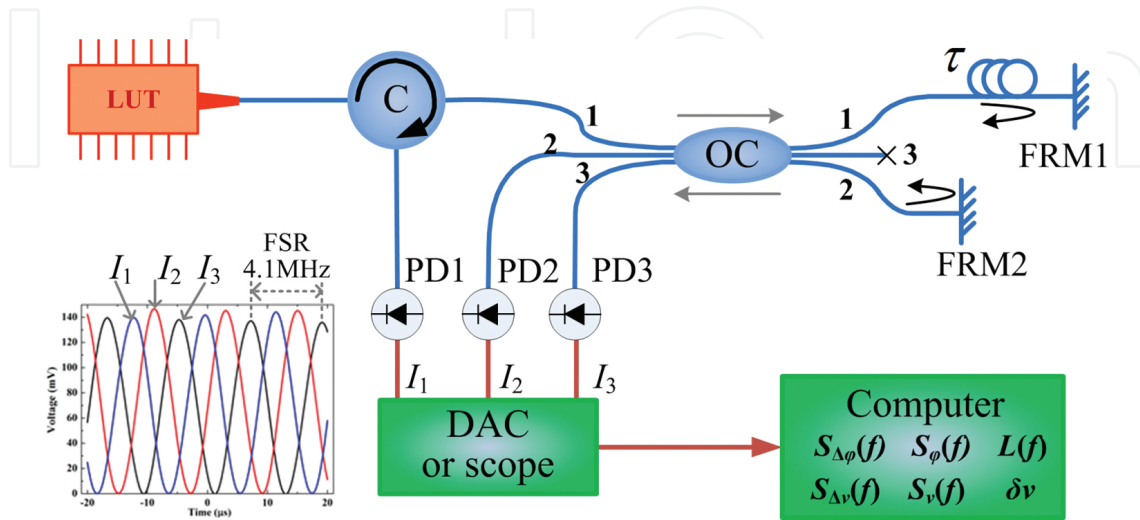 LUT
C
1
2
3
OC
τ
1
3
2
FRM1
FRM2
PD1
PD2
PD3
I1
I2
I3
DAC
or scope
Computer
SΔφ(f) Sφ(f) L(f)
SΔν(f) Sν(f) δν
FSR
4.1MHz
I1 I2 I3
Voltage (mV)
140
120
100
80
60
40
20
0
-20 -10 0 10 20
Time (μs)